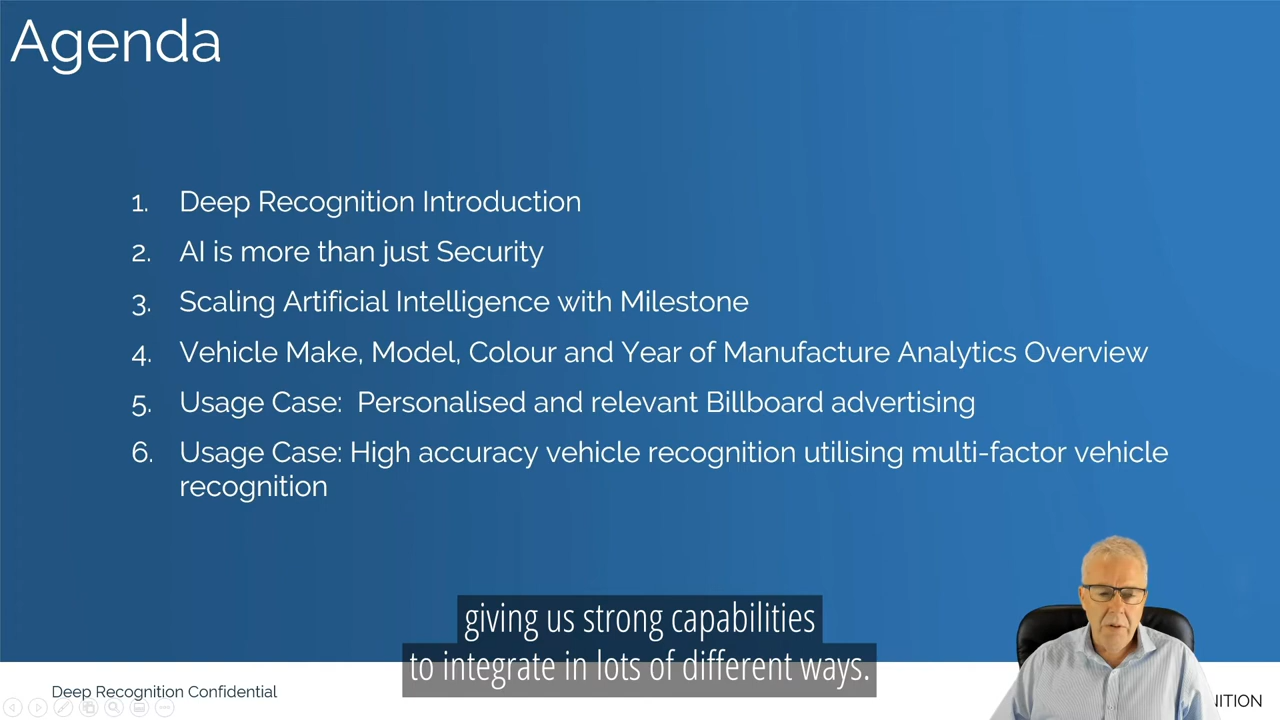 Agenda
1. Deep Recognition Introduction
2. AI is more than just Security
3. Scaling Artificial Intelligence with Milestone
4. Vehicle Make, Model, Colour and Year of Manufacture Analytics Overview
5. Usage Case:  Personalised and relevant Billboard advertising
6. Usage Case: High accuracy vehicle recognition utilising multi-factor vehicle
recognition
giving us strong capabilities
to integrate in lots of different ways.
Deep Recognition Confidential